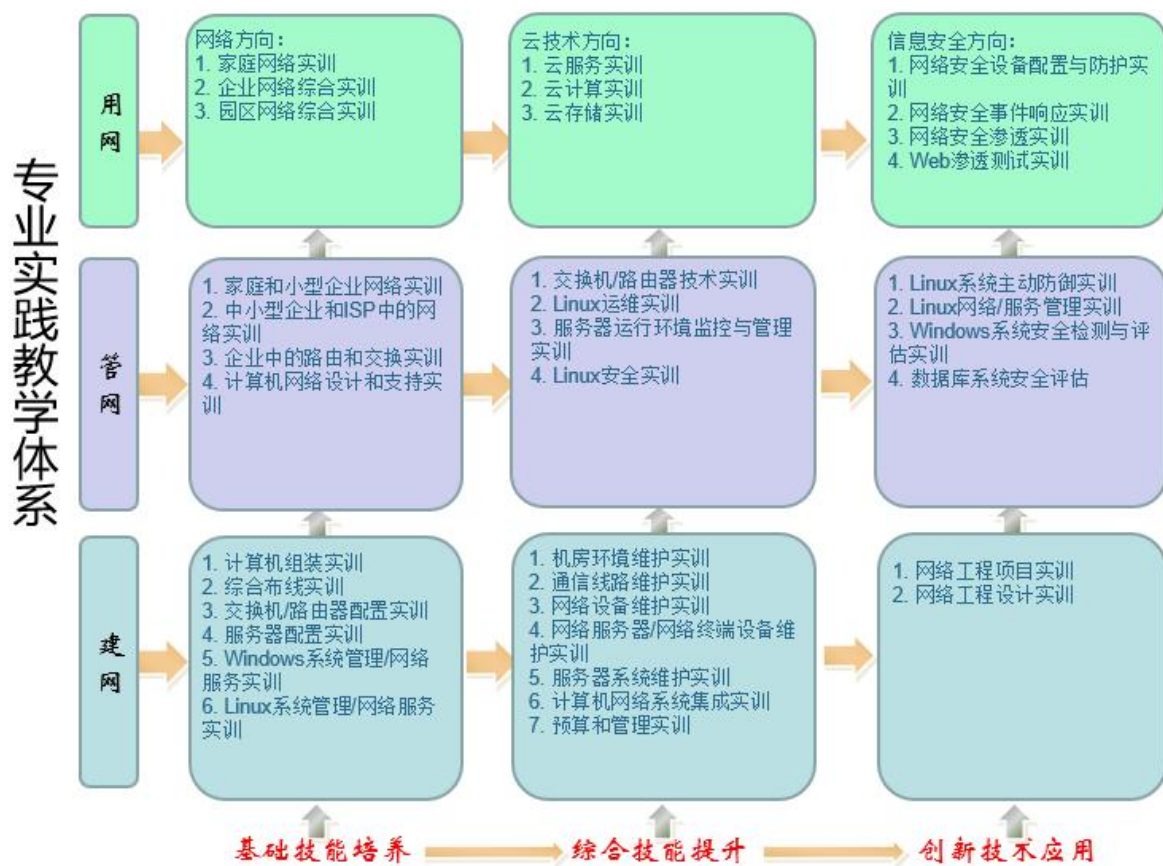 专业实践教学体系
用网
网络方向：
1. 家庭网络实训
2. 企业网络综合实训
3. 园区网络综合实训
云技术方向：
1. 云服务实训
2. 云计算实训
3. 云存储实训
信息安全方向：
1. 网络安全设备配置与防护实
训
2. 网络安全事件响应实训
3. 网络安全渗透实训
4. Web渗透测试实训
管网
1. 家庭和小型企业网络实训
2. 中小型企业和ISP中的网
络实训
3. 企业中的路由和交换实训
4. 计算机网络设计和支持实
训
1. 交换机/路由器技术实训
2. Linux运维实训
3. 服务器运行环境监控与管理
实训
4. Linux安全实训
1. Linux系统主动防御实训
2. Linux网络/服务管理实训
3. Windows系统安全检测与评
估实训
4. 数据库系统安全评估
建网
1. 计算机组装实训
2. 综合布线实训
3. 交换机/路由器配置实训
4. 服务器配置实训
5. Windows系统管理/网络
服务实训
6. Linux系统管理/网络服务
实训
1. 机房环境维护实训
2. 通信线路维护实训
3. 网络设备维护实训
4. 网络服务器/网络终端设备维
护实训
5. 服务器系统维护实训
6. 计算机网络系统集成实训
7. 预算和管理实训
1. 网络工程项目实训
2. 网络工程设计实训
基础技能培养
综合技能提升
创新技术应用